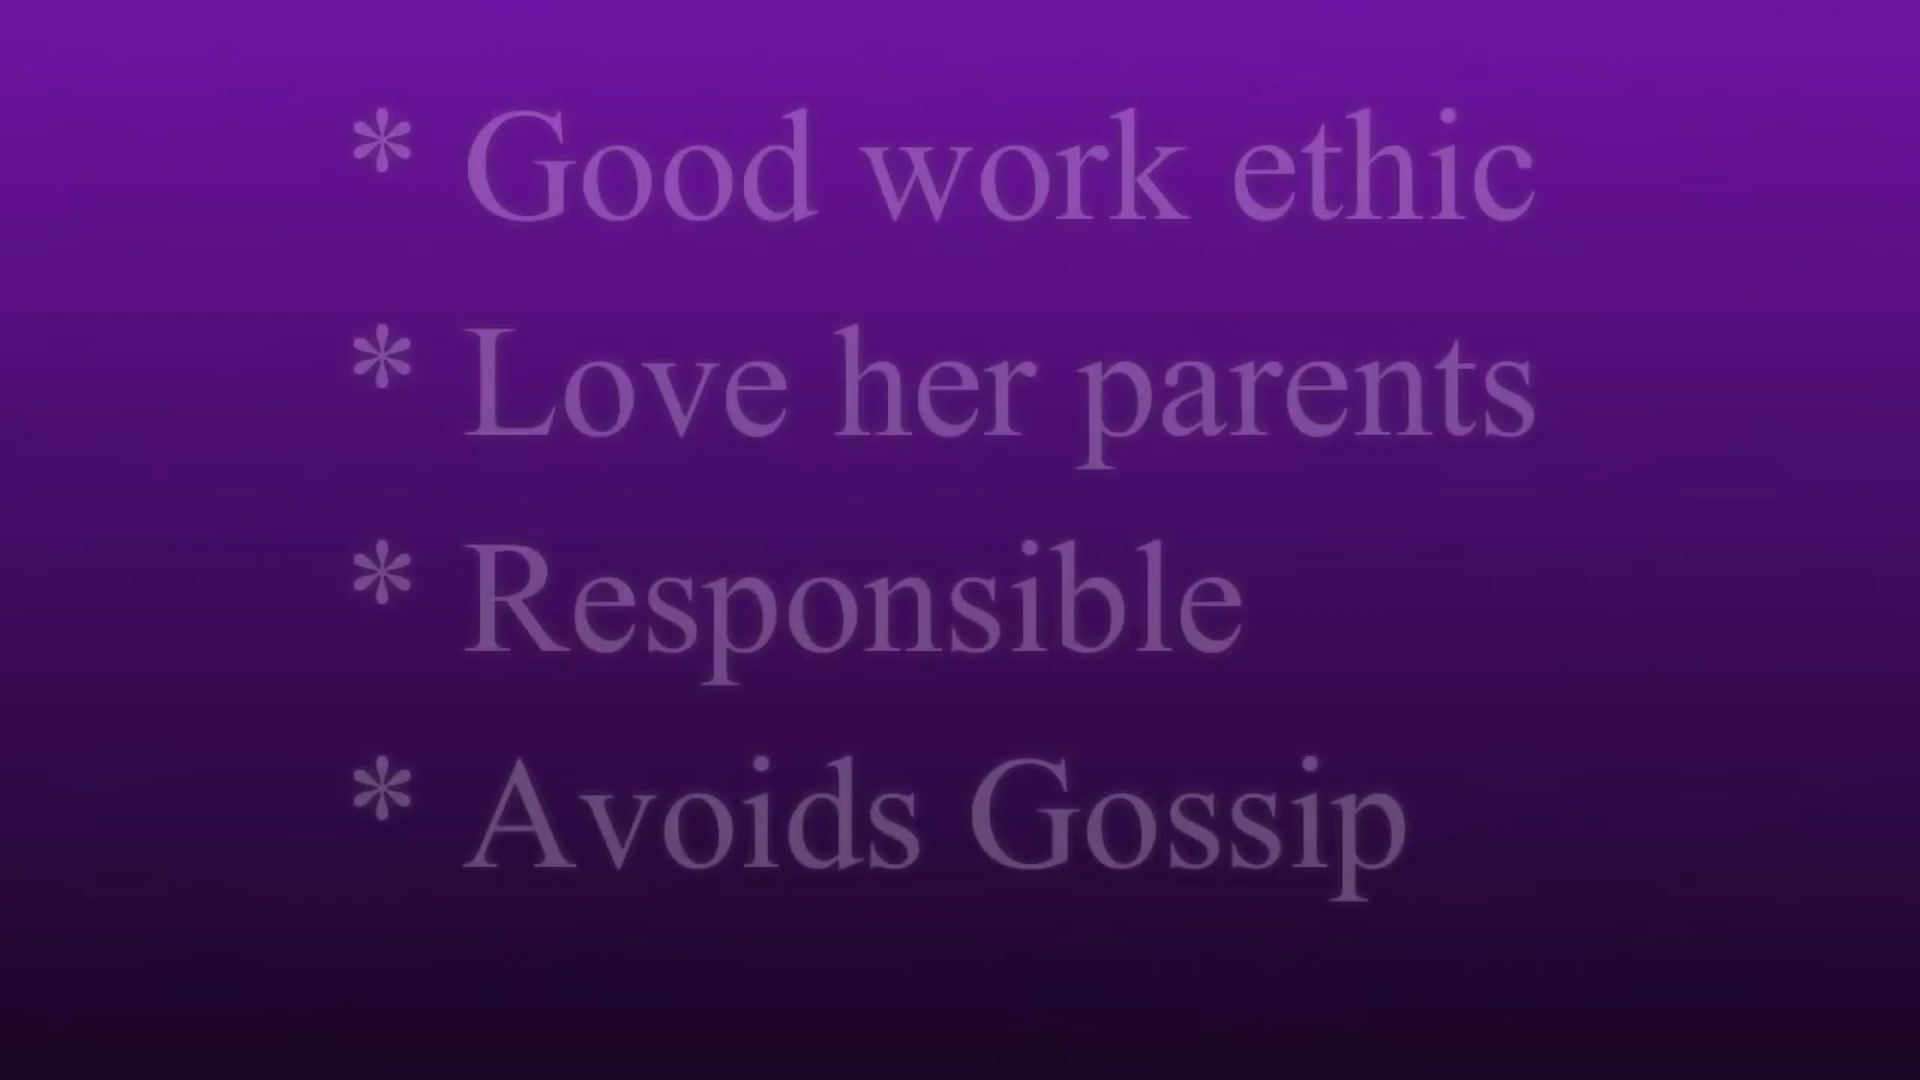 * Good work ethic
* Love her parents
* Responsible
* Avoids Gossip